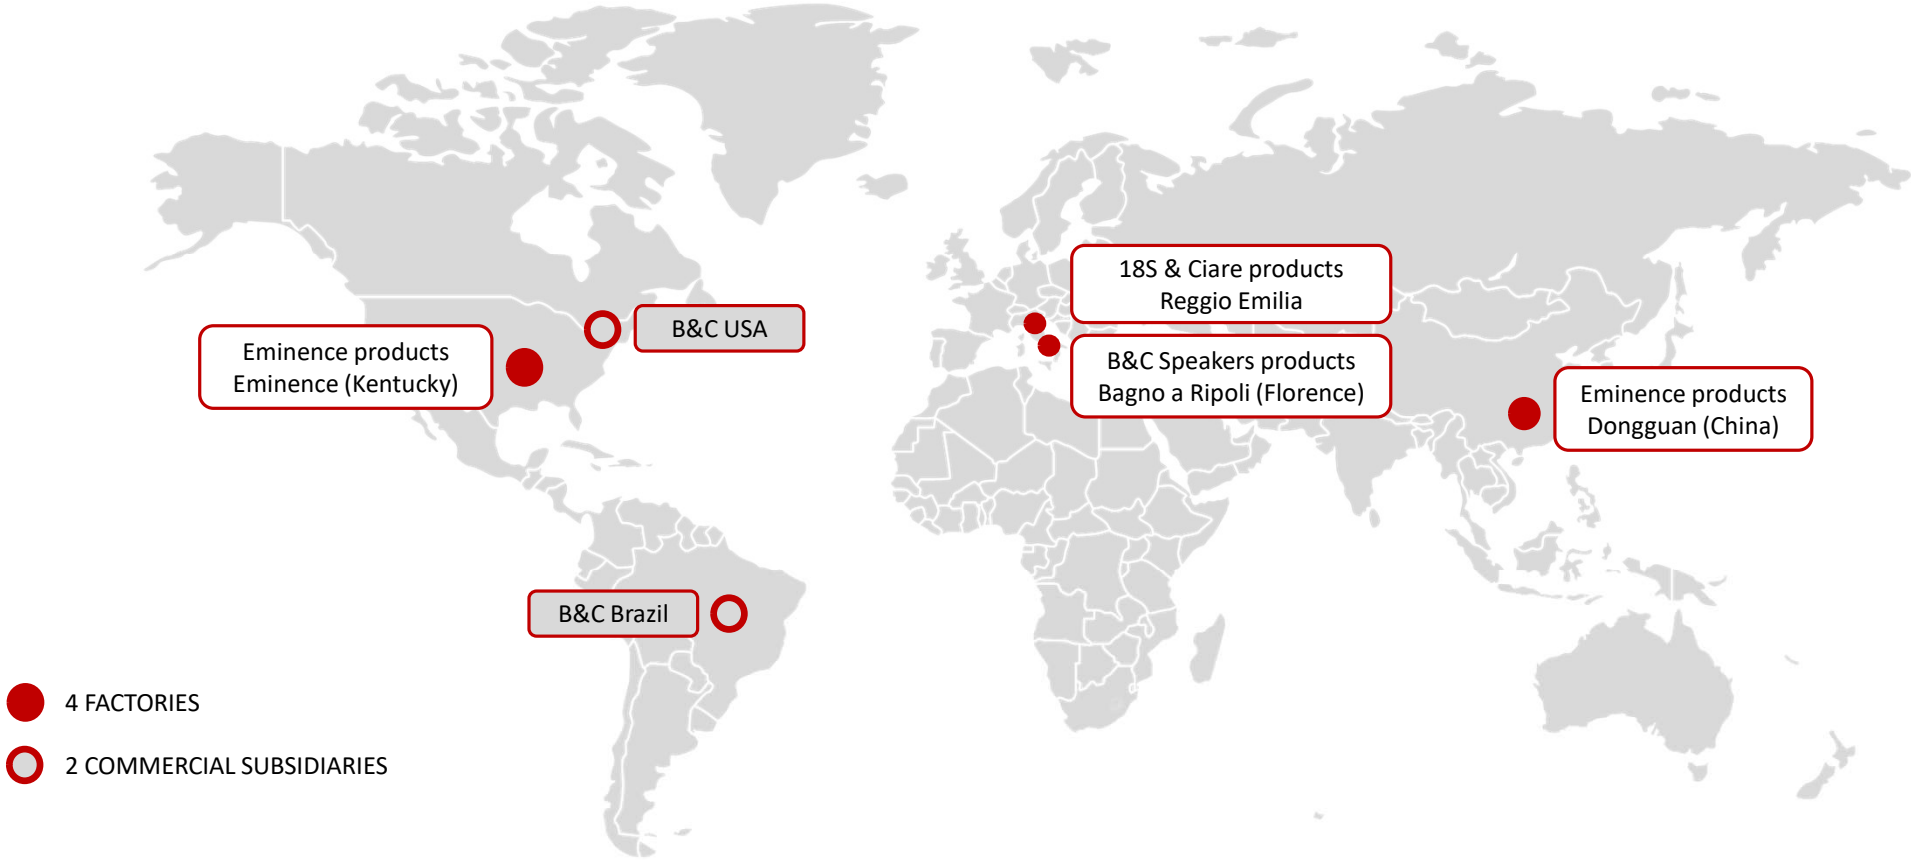 18S & Ciare products
Reggio Emilia
B&C USA
Eminence products
Eminence (Kentucky)
B&C Speakers products
Bagno a Ripoli (Florence)
Eminence products
Dongguan (China)
B&C Brazil
4 FACTORIES
2 COMMERCIAL SUBSIDIARIES